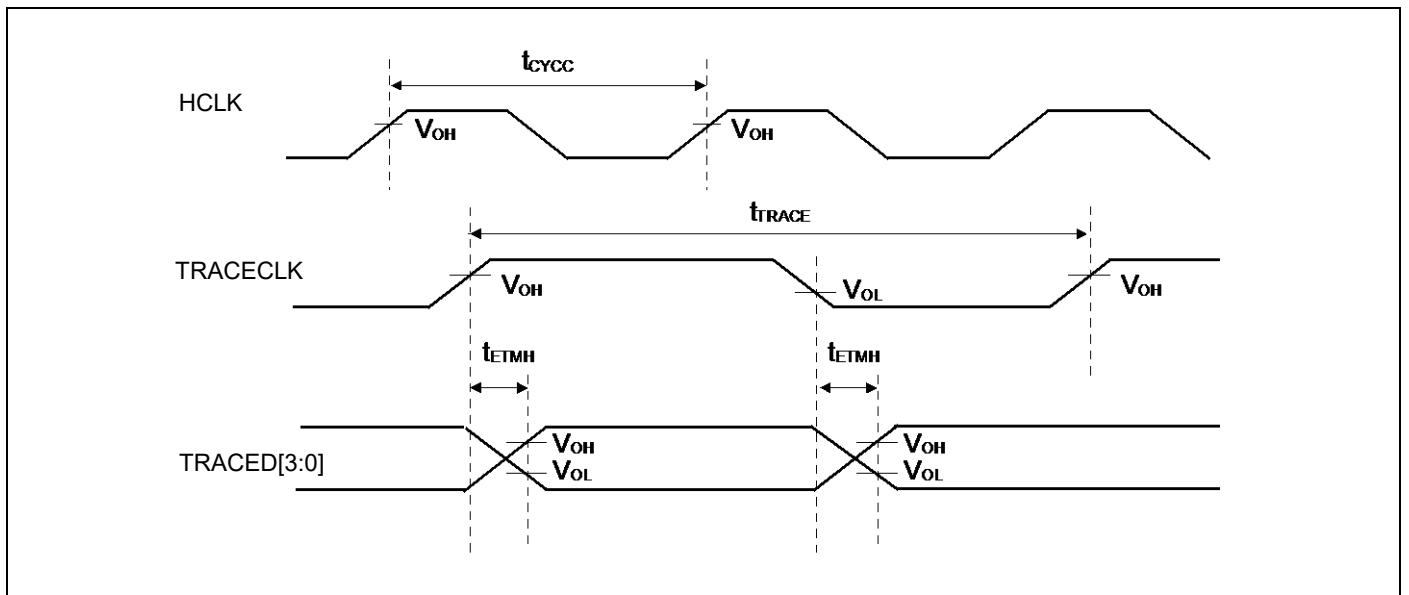 tCYCC
HCLK
VOH VOH
tTRACE
TRACECLK
VOH VOL VOH
tETMH tETMH
TRACED[3:0]
VOH VOH
VOL VOL